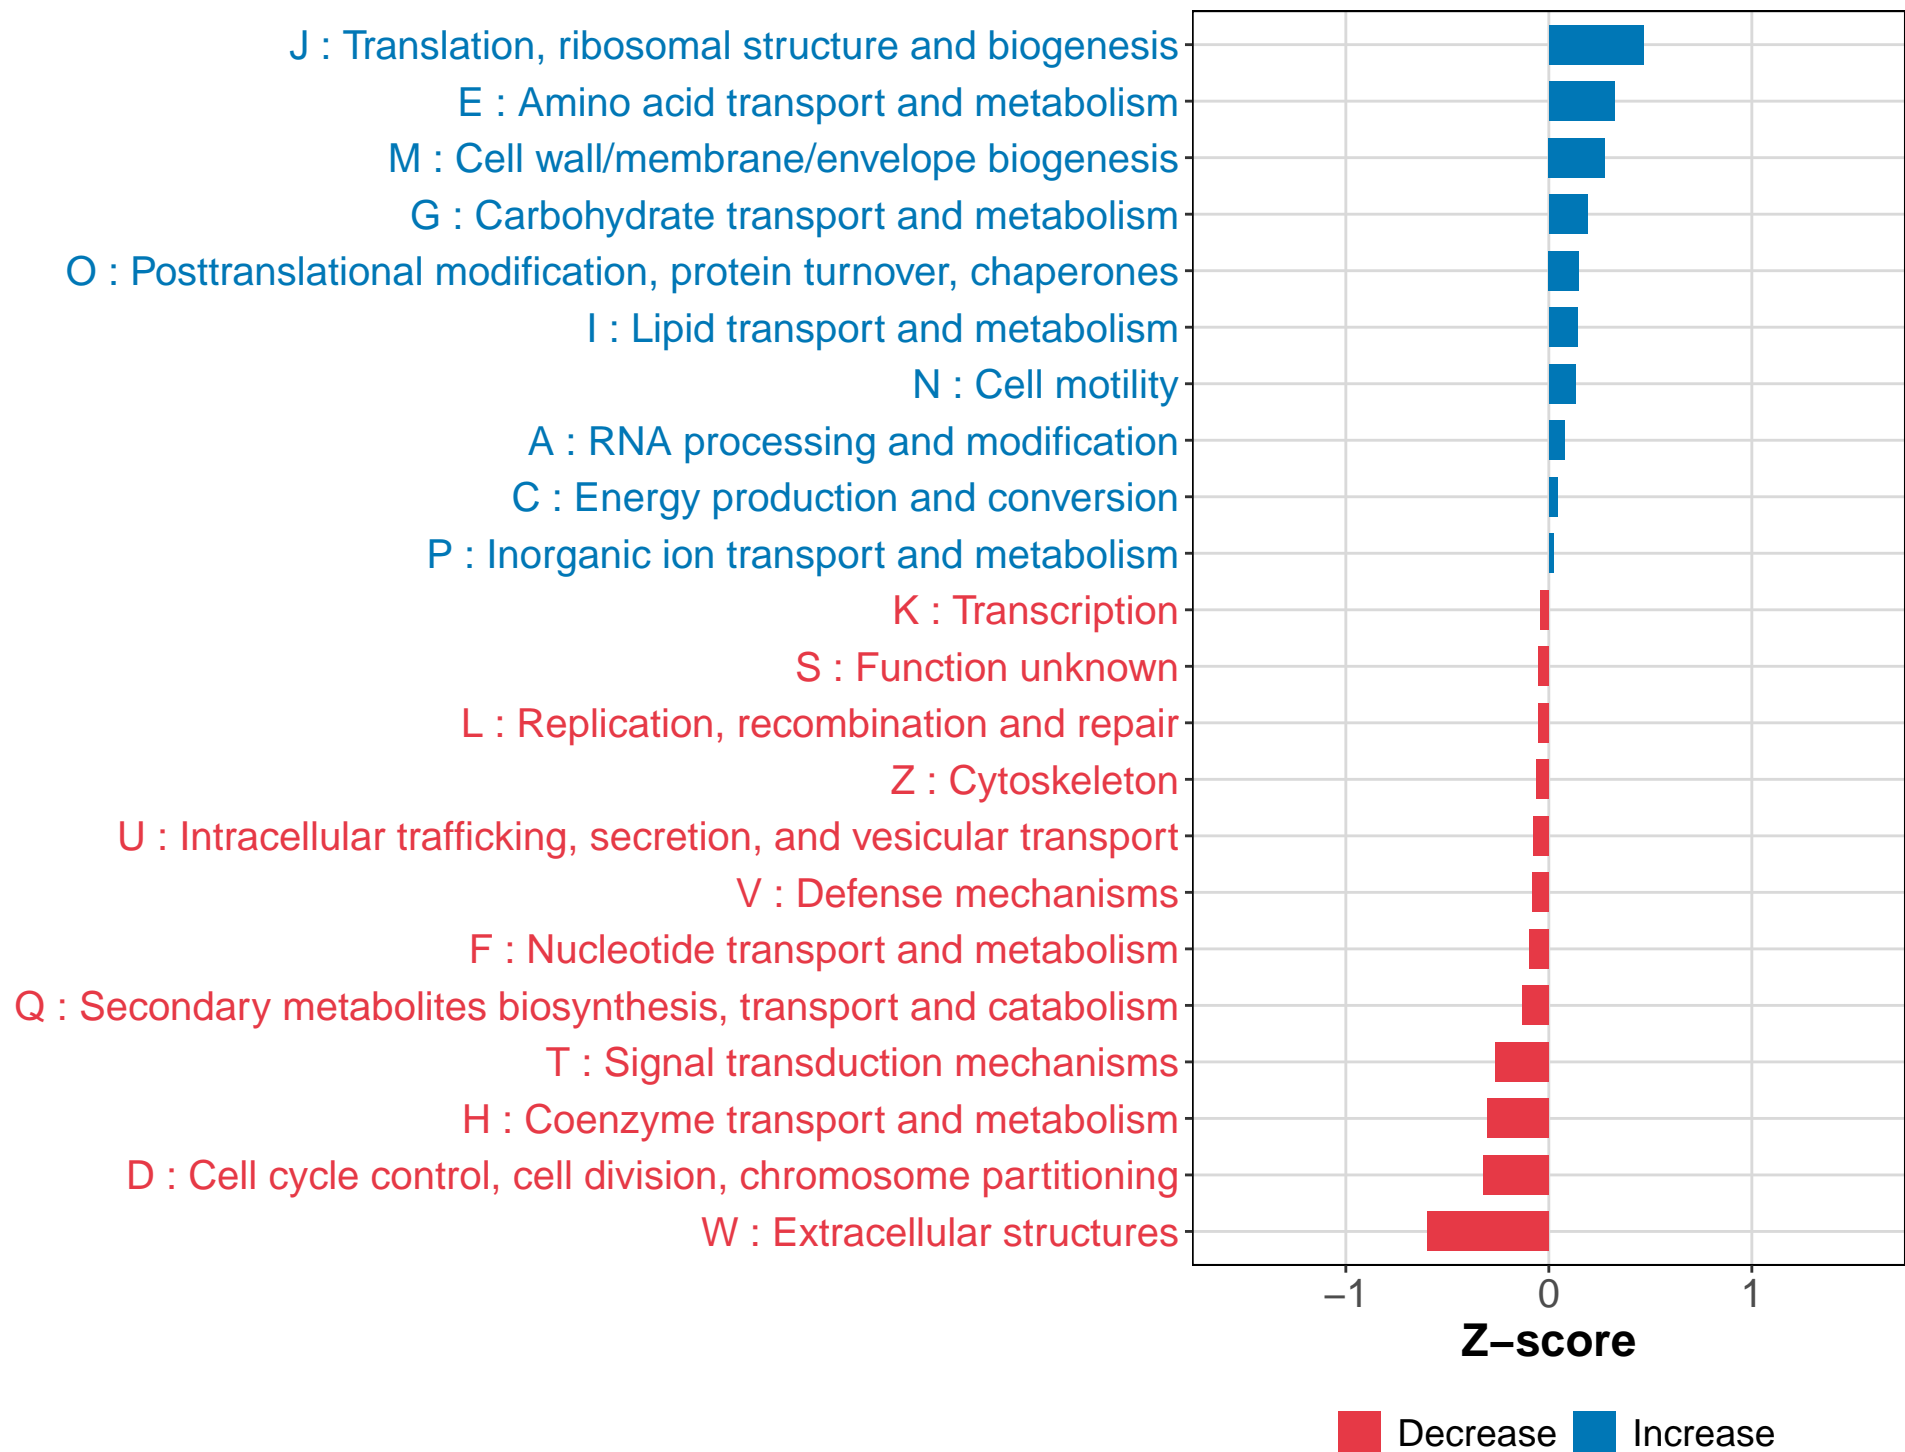 J : Translation, ribosomal structure and biogenesis
E : Amino acid transport and metabolism
M : Cell wall/membrane/envelope biogenesis
G : Carbohydrate transport and metabolism
O : Posttranslational modification, protein turnover, chaperones
I : Lipid transport and metabolism
N : Cell motility
A : RNA processing and modification
C : Energy production and conversion
P : Inorganic ion transport and metabolism
K : Transcription
S : Function unknown
L : Replication, recombination and repair
Z : Cytoskeleton
U : Intracellular trafficking, secretion, and vesicular transport
V : Defense mechanisms
F : Nucleotide transport and metabolism
Q : Secondary metabolites biosynthesis, transport and catabolism
T : Signal transduction mechanisms
H : Coenzyme transport and metabolism
D : Cell cycle control, cell division, chromosome partitioning
W : Extracellular structures
−1 0 1
Z−score
Decrease Increase